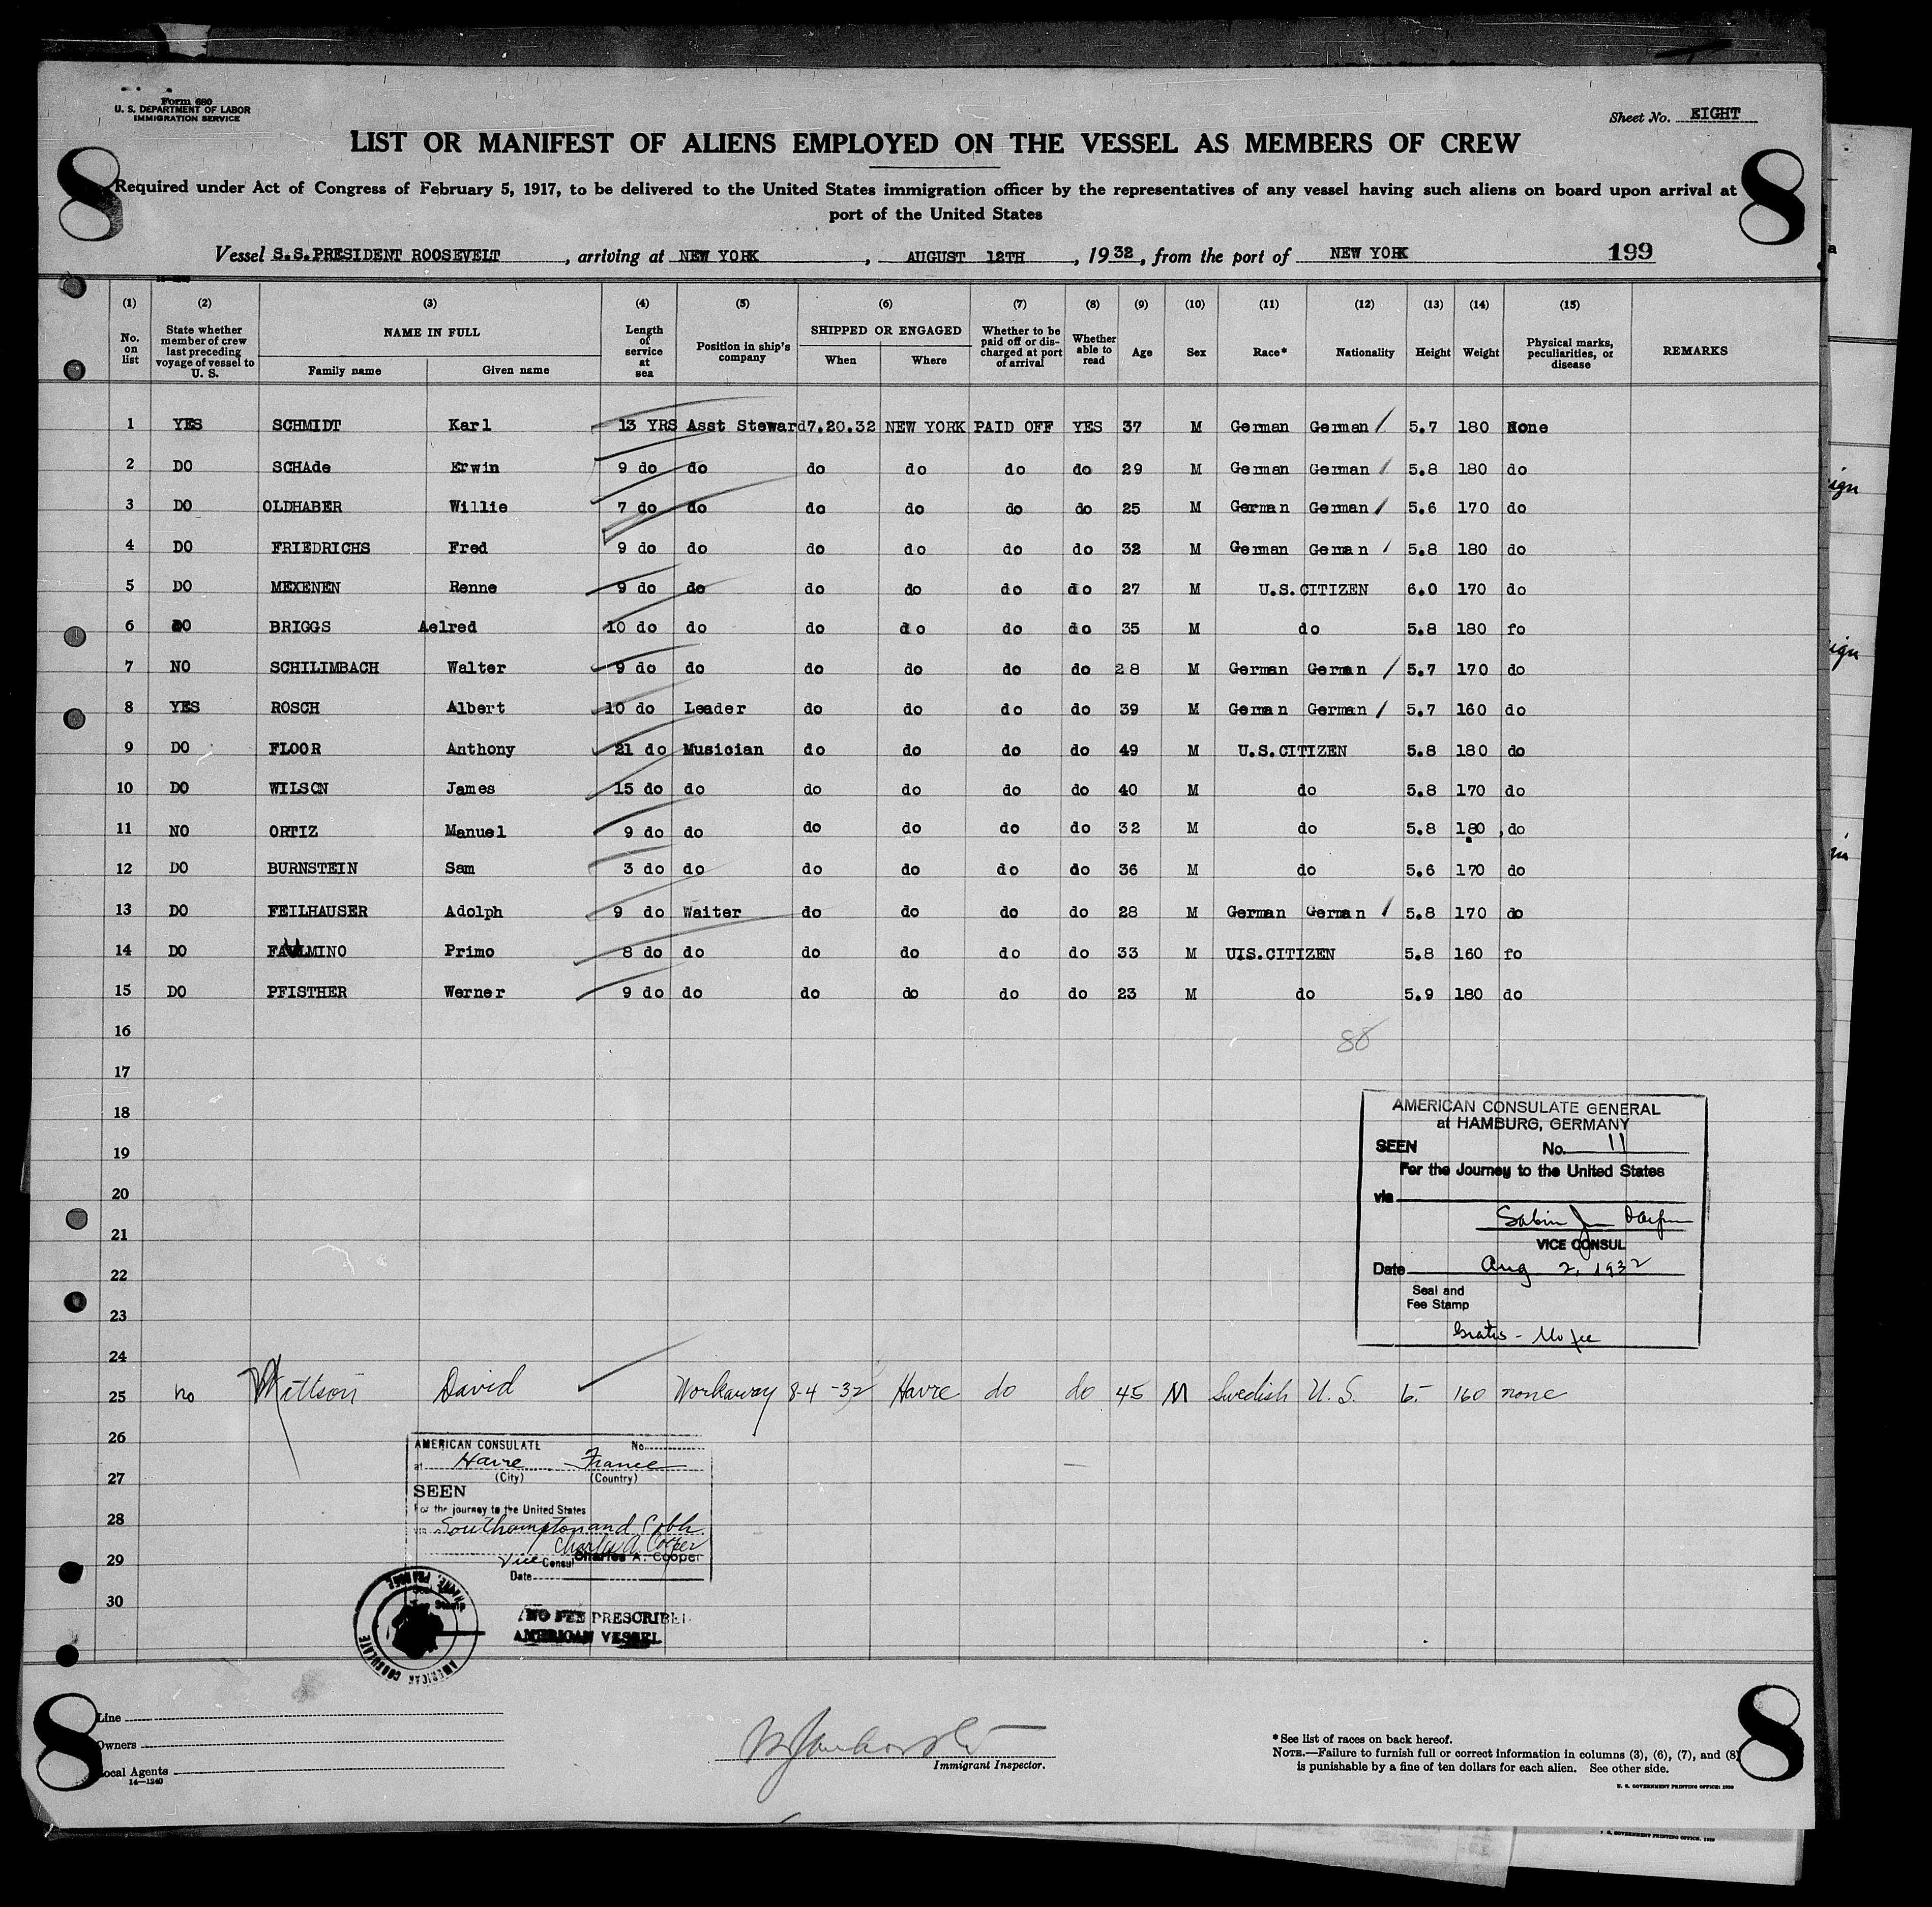 Form 680
U. S. DEPARTMENT OF LABOR
IMMIGRATION SERVICE
Sheet No. EIGHT
LIST OR MANIFEST OF ALIENS EMPLOYED ON THE VESSEL AS MEMBERS OF CREW
8 8
Required under Act of Congress of February 5, 1917, to be delivered to the United States immigration officer by the representatives of any vessel having such aliens on board upon arrival at
port of the United States
Vessel S.S.PRESIDENT ROOSEVELT, arriving at NEW YORK, AUGUST 12TH, 1932, from the port of NEW YORK 199
(1) (2) (3) (4) (5) (6) (7) (8) (9) (10) (11) (12) (13) (14) (15)
No. on list State whether member of crew last preceding voyage of vessel to U. S. NAME IN FULL Family name Given name Length of service at sea Position in ship's company SHIPPED OR ENGAGED When Where Whether to be paid off or discharged at port of arrival Whether able to read Age Sex Race* Nationality Height Weight Physical marks, peculiarities, or disease REMARKS
1 YES SCHMIDT Karl 13 YRS Asst Steward 7.20.32 NEW YORK PAID OFF YES 37 M German German 5.7 180 None
2 DO SCHAde Erwin 9 do do do do do do 29 M German German 5.8 180 do
3 DO OLDHABER Willie 7 do do do do do do 25 M German German 5.6 170 do
4 DO FRIEDRICHS Fred 9 do do do do do do 32 M German Geman 5.8 180 do
5 DO MEXENEN Renne 9 do do do do do do 27 M U.S.CITIZEN 6.0 170 do
6 DO BRIGGS Aelred 10 do do do do do do 35 M do 5.8 180 fo
7 NO SCHILIMBACH Walter 9 do do do do do do 28 M German German 5.7 170 do
8 YES ROSCH Albert 10 do Leader do do do do 39 M Geman German 5.7 160 do
9 DO FLOOR Anthony 21 do Musician do do do do 49 M U.S.CITIZEN 5.8 180 do
10 DO WILSON James 15 do do do do do do 40 M do 5.8 170 do
11 NO ORTIZ Manuel 9 do do do do do do 32 M do 5.8 180 do
12 DO BURNSTEIN Sam 3 do do do do do do 36 M do 5.6 170 do
13 DO FEILHAUSER Adolph 9 do Waiter do do do do 28 M German German 5.8 170 do
14 DO FAULMINO Primo 8 do do do do do do 33 M UIS.CITIZEN 5.8 160 fo
15 DO PFISTHER Werner 9 do do do do do do 23 M do 5.9 180 do
16
88
17
18
AMERICAN CONSULATE GENERAL
at HAMBURG, GERMANY
19
SEEN No. 11
For the Journey to the United States
20
via
21
VICE CONSUL
22
Date Aug 2, 1932
Seal and
Fee Stamp
23
Gratis - No fee
24
25 no Mattson David Workaway 8-4-32 Havre do do 45 M Swedish U.S. 6- 160 none
26
AMERICAN CONSULATE No.
at Havre France
27
(City) (Country)
SEEN
For the journey to the United States
28
via Southampton and Cobh
Charles A. Cooper
29
Vice Consul Charles A. Cooper
Date
30
HAVRE, FRANCE
AMERICAN CONSULATE
Stamp
NO FEE PRESCRIBED
AMERICAN VESSEL
8 8
Line
Owners
Local Agents
14—1240
Immigrant Inspector.
* See list of races on back hereof.
NOTE.—Failure to furnish full or correct information in columns (3), (6), (7), and (8)
is punishable by a fine of ten dollars for each alien. See other side.
U. S. GOVERNMENT PRINTING OFFICE: 1930
U. S. GOVERNMENT PRINTING OFFICE. 1930